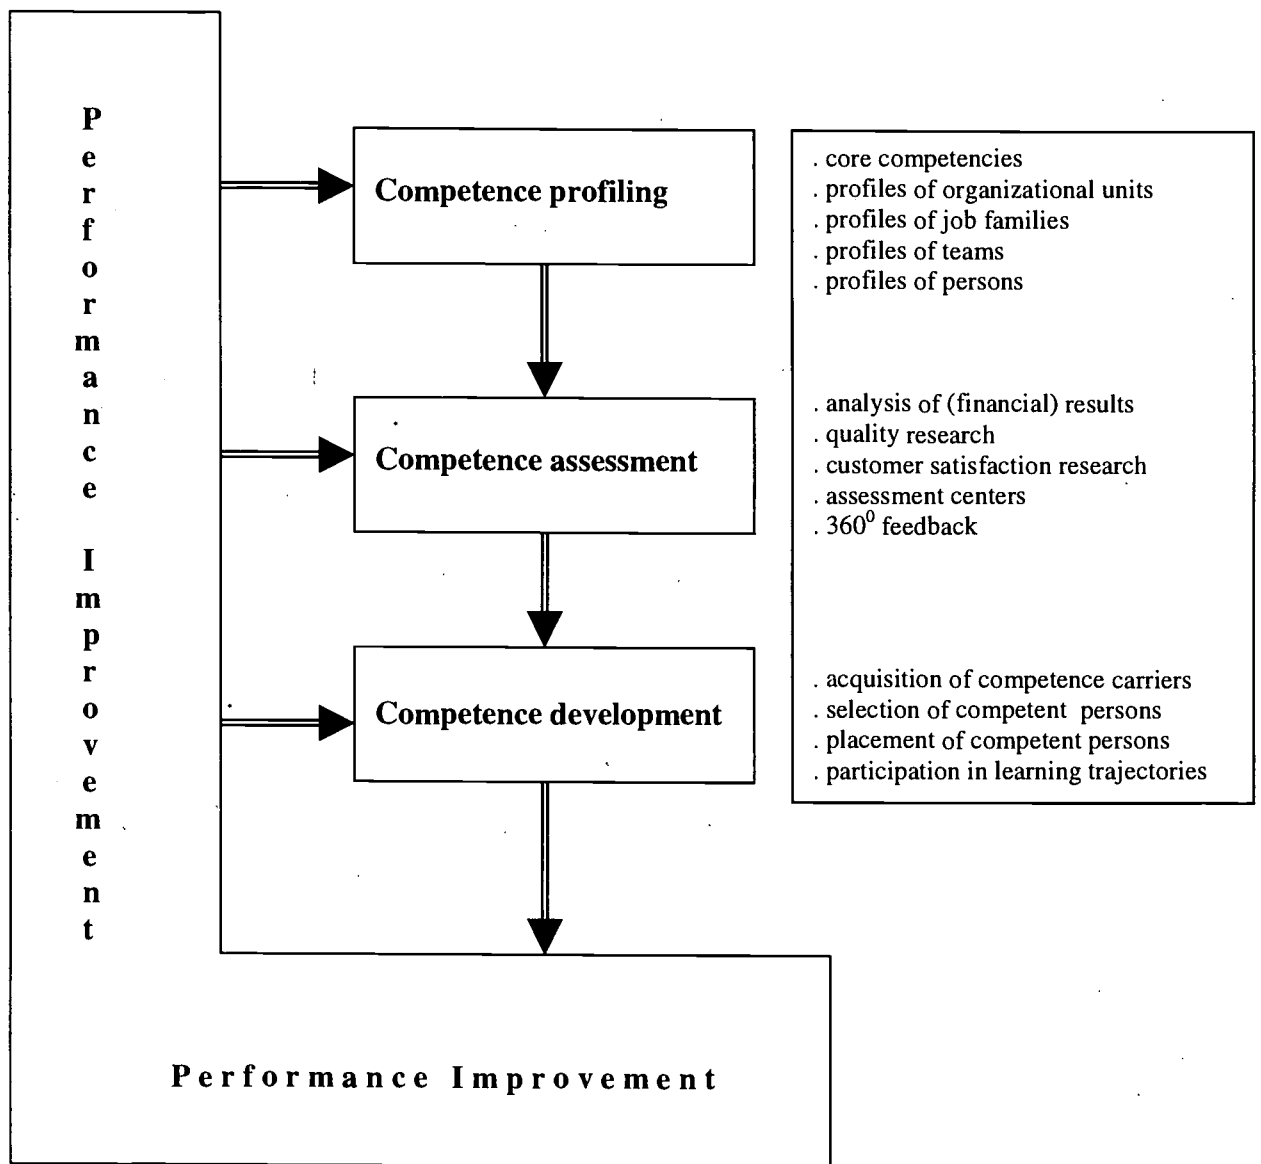 Performance Improvement
Competence profiling
. core competencies
. profiles of organizational units
. profiles of job families
. profiles of teams
. profiles of persons
Competence assessment
. analysis of (financial) results
. quality research
. customer satisfaction research
. assessment centers
. 360⁰ feedback
Competence development
. acquisition of competence carriers
. selection of competent persons
. placement of competent persons
. participation in learning trajectories
Performance Improvement